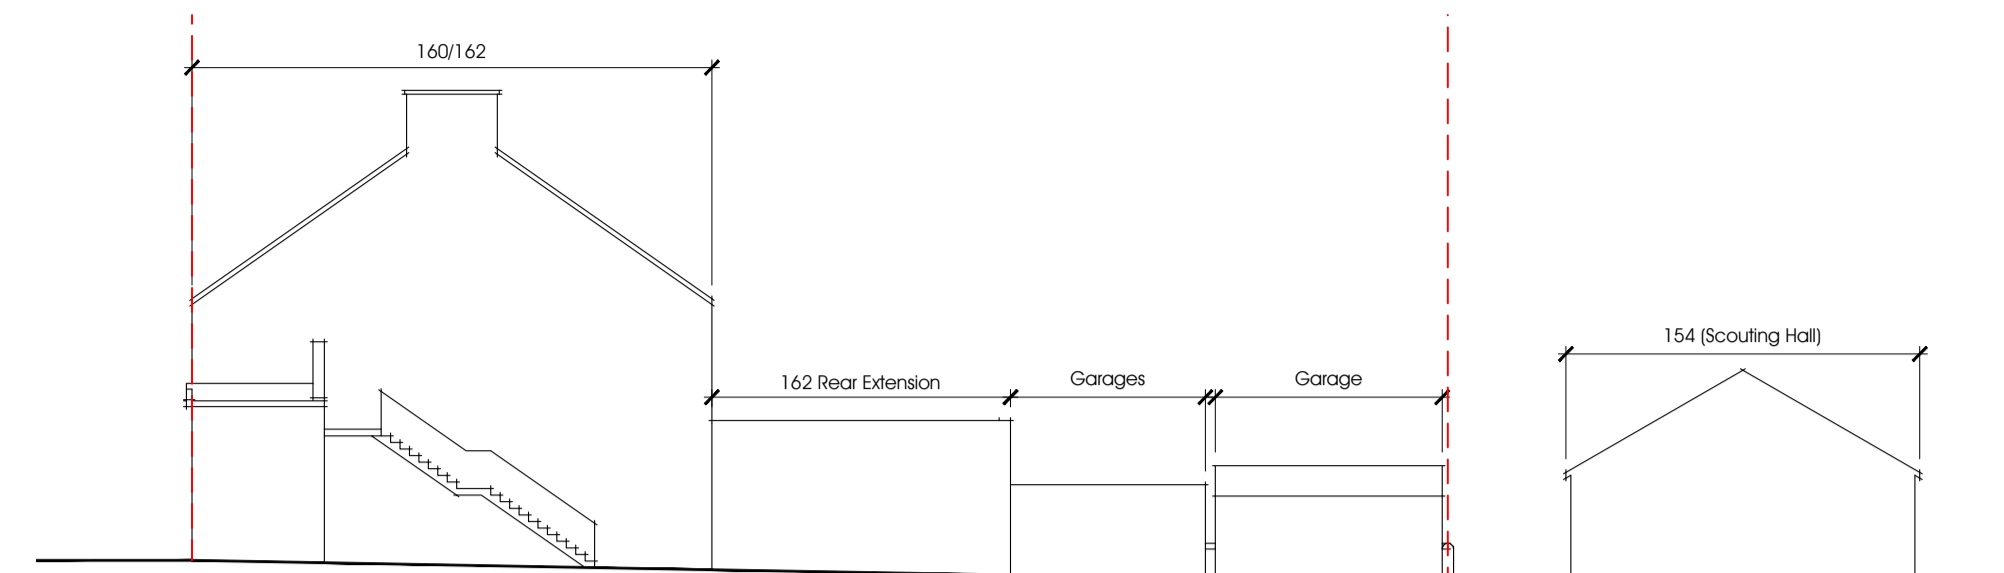 160/162
154 (Scouting Hall)
162 Rear Extension
Garages
Garage